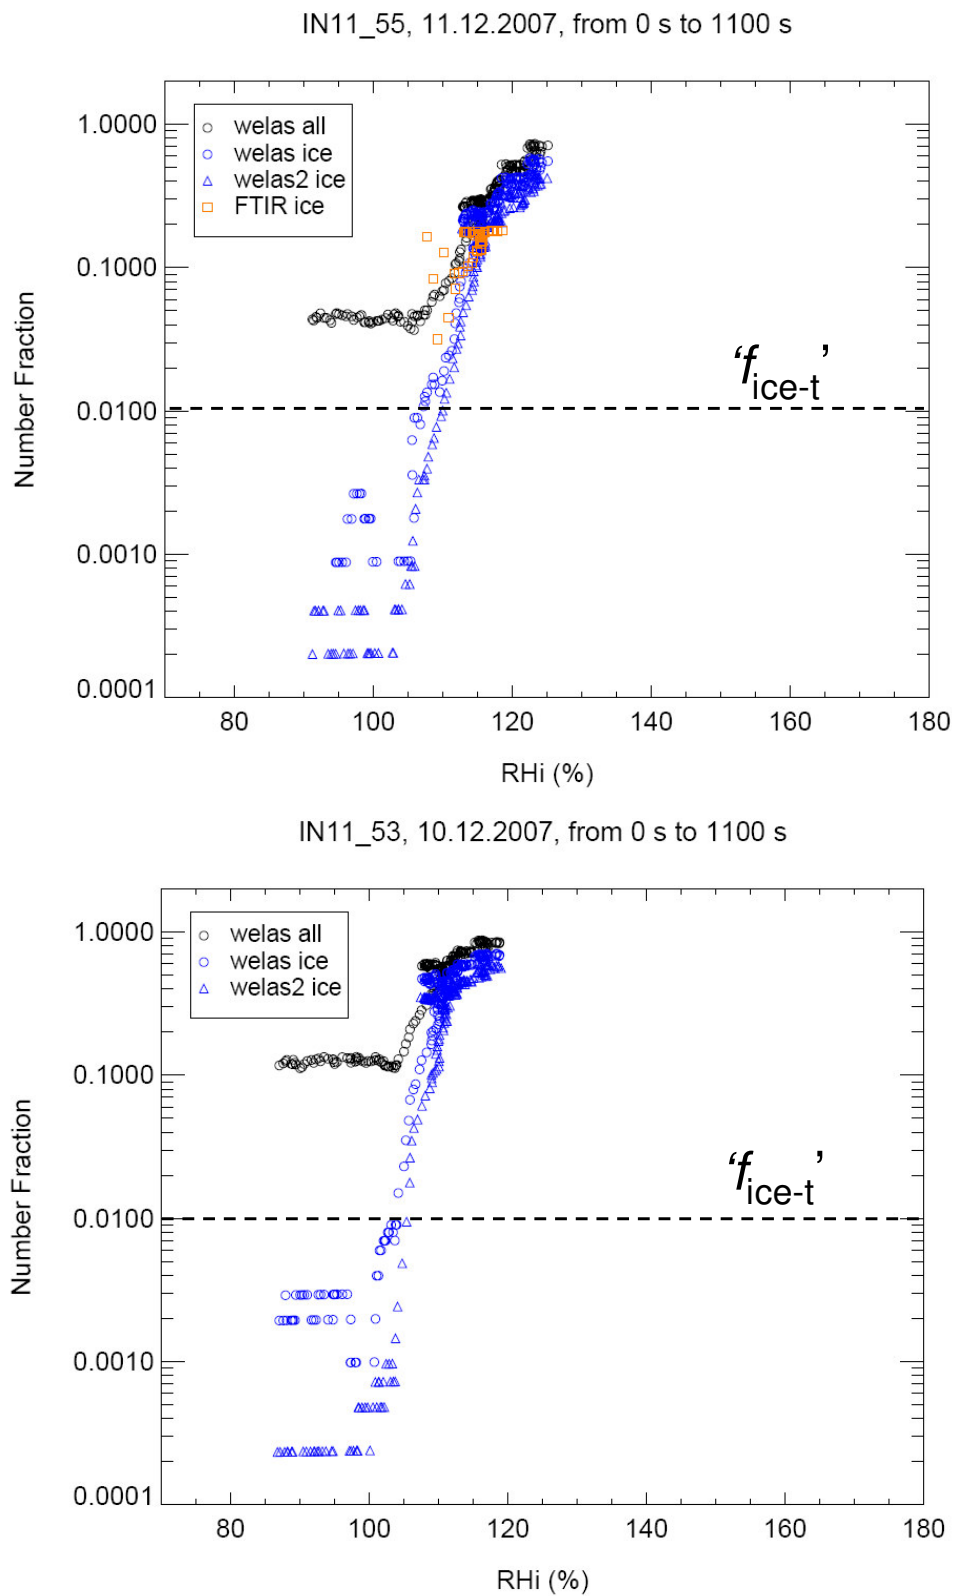 IN11_55, 11.12.2007, from 0 s to 1100 s
welas all
welas ice
welas2 ice
FTIR ice
1.0000
0.1000
0.0100
0.0010
0.0001
‘fice-t’
Number Fraction
80 100 120 140 160 180
RHi (%)
IN11_53, 10.12.2007, from 0 s to 1100 s
welas all
welas ice
welas2 ice
1.0000
0.1000
0.0100
0.0010
0.0001
‘fice-t’
Number Fraction
80 100 120 140 160 180
RHi (%)